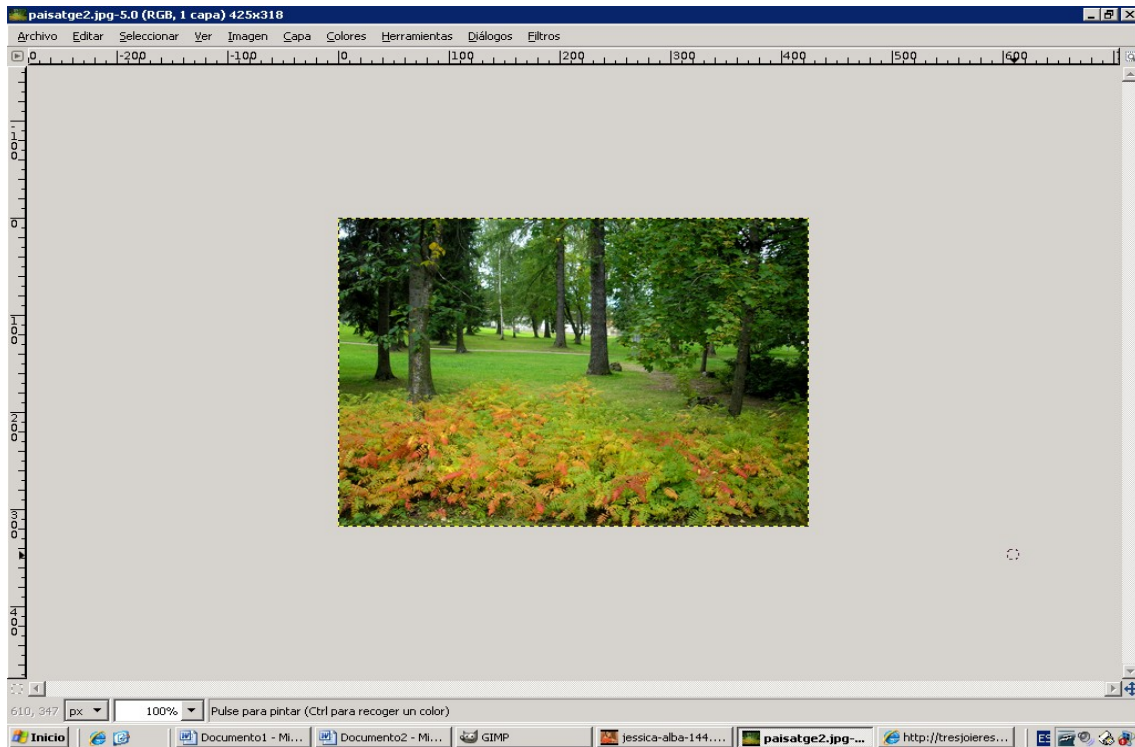 paisatge2.jpg-5.0 (RGB, 1 capa) 425x318
Archivo Editar Seleccionar Ver Imagen Capa Colores Herramientas Diálogos Filtros
0 -200 -100 0 100 200 300 400 500 600
-100
0
100
200
300
400
610, 347 px 100% Pulse para pintar (Ctrl para recoger un color)
Inicio Documento1 - Mi... Documento2 - Mi... GIMP jessica-alba-144.... paisatge2.jpg-... http://tresjoieres... ES